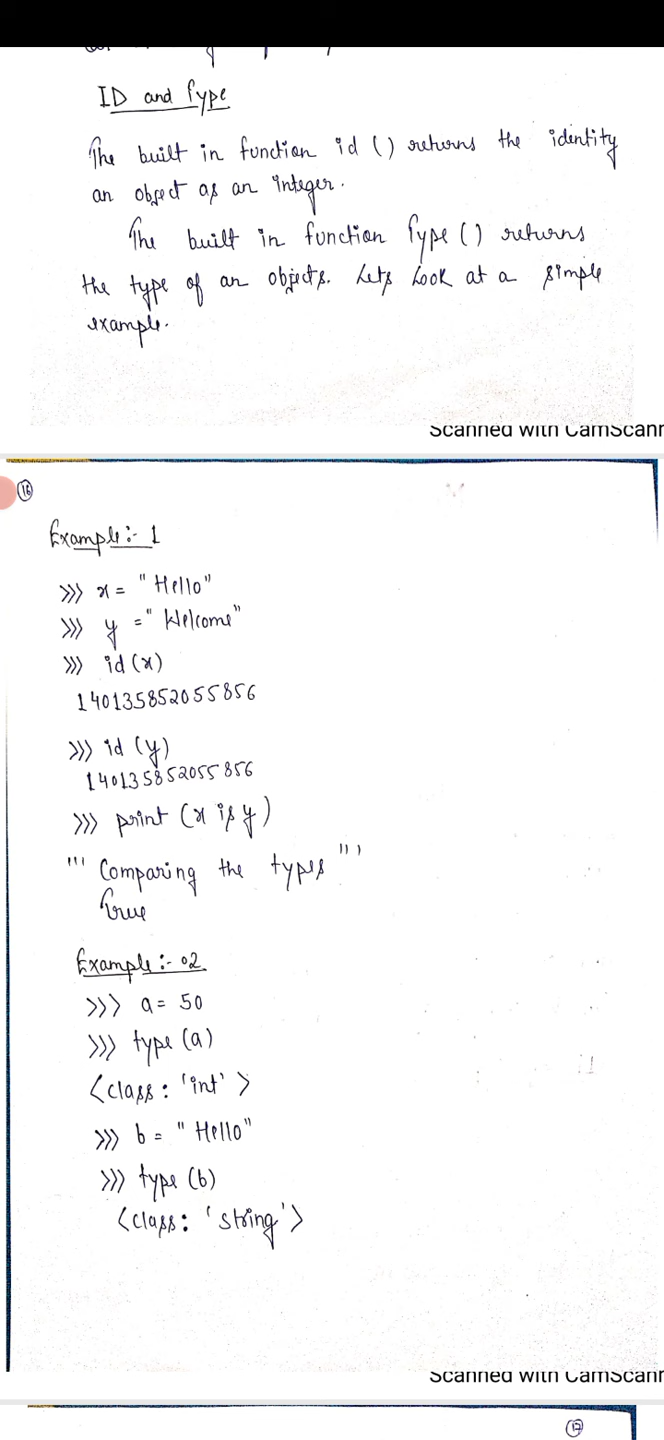 ID and Type
The built in function id () returns the identity
an object as an integer.
The built in function Type () returns
the type of an objects. Lets Look at a simple
example.
Scanned with CamScanr
16
Example :- 1
>>> x = "Hello"
>>> y = "Welcome"
>>> id (x)
140135852055856
>>> id (y)
140135852055856
>>> print (x is y)
''' Comparing the types '''
True
Example :- 02
>>> a = 50
>>> type (a)
<class : 'int' >
>>> b = "Hello"
>>> type (b)
<class : 'string'>
Scanned with CamScanr
17